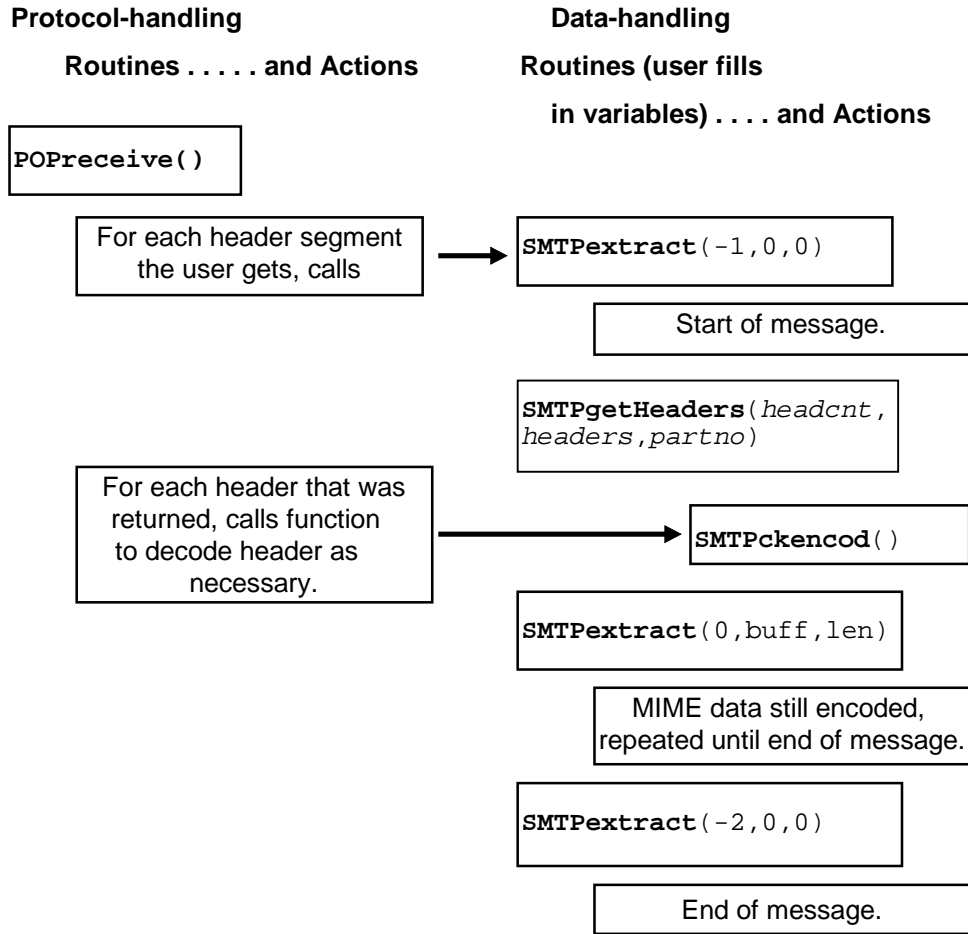 Protocol-handling
Routines . . . . . and Actions
Data-handling
Routines (user fills
in variables) . . . . and Actions
POPreceive()
For each header segment
the user gets, calls
SMTPextract(-1,0,0)
Start of message.
SMTPgetHeaders(headcnt,
headers,partno)
For each header that was
returned, calls function
to decode header as
necessary.
SMTPckencod()
SMTPextract(0,buff,len)
MIME data still encoded,
repeated until end of message.
SMTPextract(-2,0,0)
End of message.